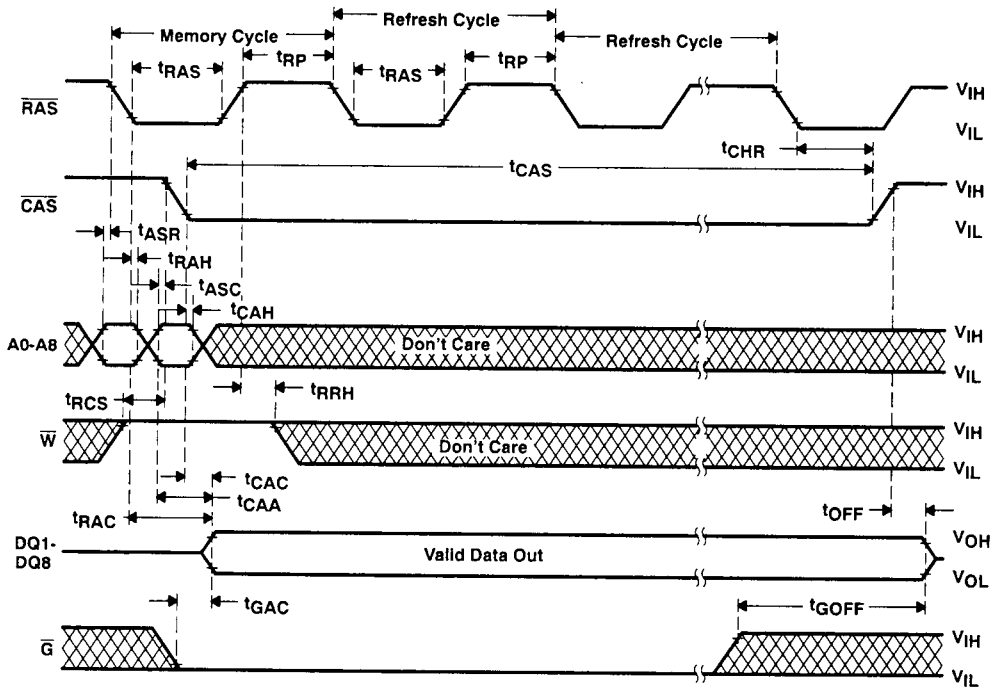 Memory Cycle
Refresh Cycle
Refresh Cycle
tRAS
tRP
tRAS
tRP
RAS
VIH
VIL
tCHR
tCAS
CAS
VIH
VIL
tASR
tRAH
tASC
tCAH
A0-A8
Don't Care
VIH
VIL
tRRH
tRCS
W
Don't Care
VIH
VIL
tCAC
tCAA
tRAC
tOFF
DQ1-
DQ8
Valid Data Out
VOH
VOL
tGAC
tGOFF
G
VIH
VIL